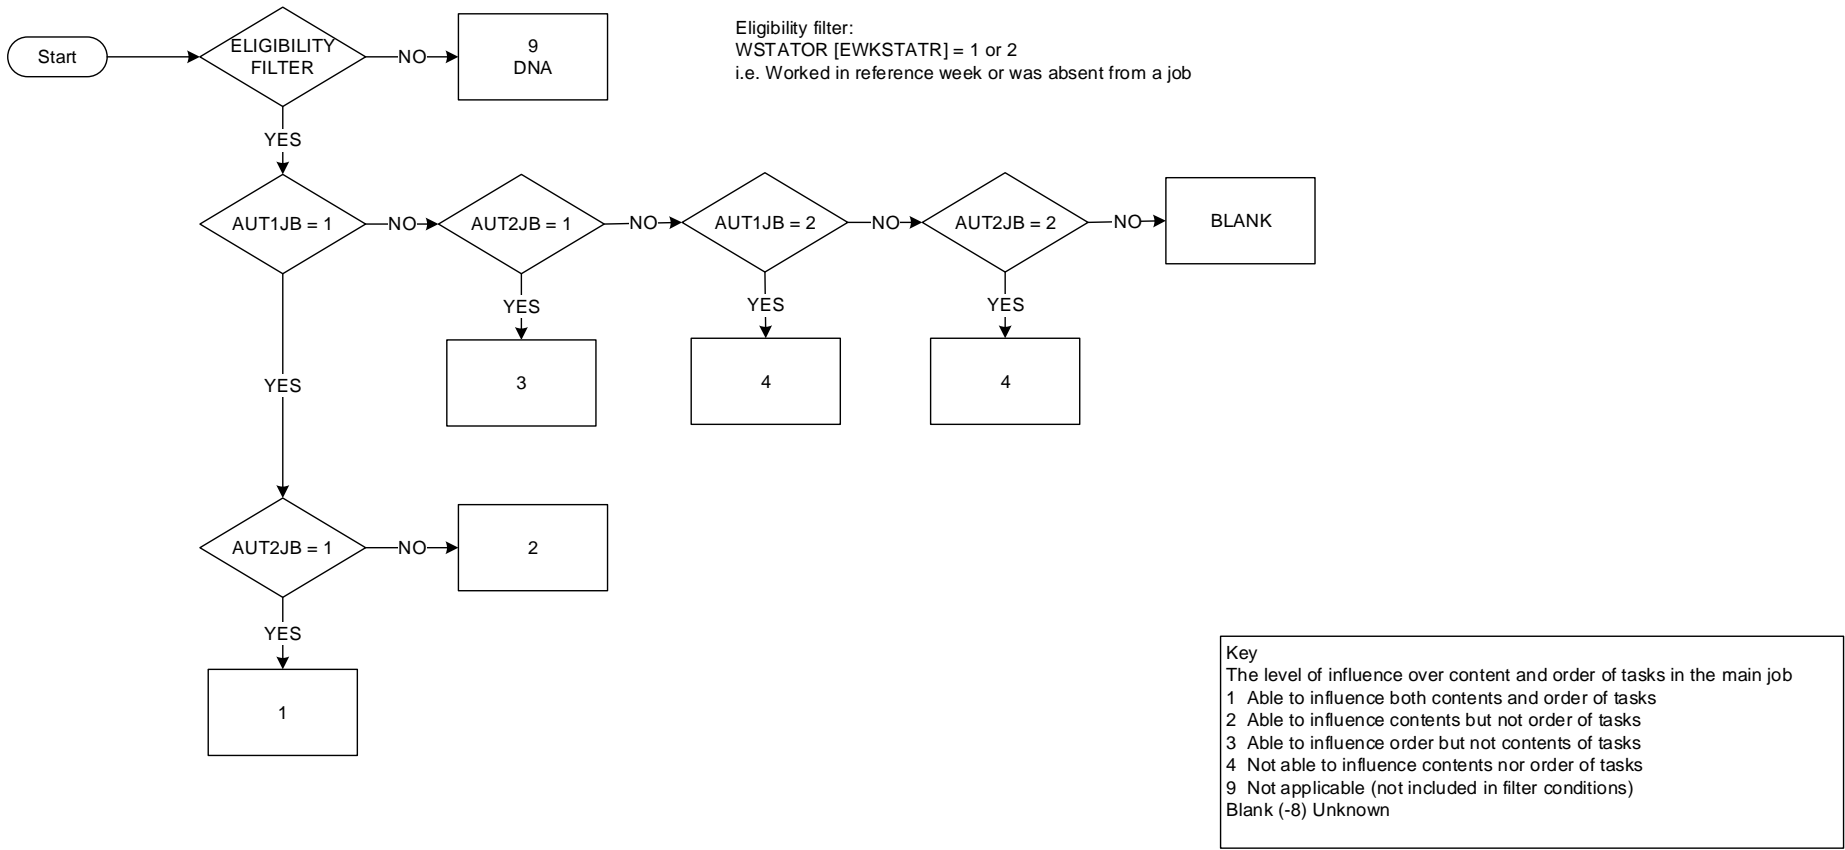 Eligibility filter:
WSTATOR [EWKSTATR] = 1 or 2
i.e. Worked in reference week or was absent from a job
Start
ELIGIBILITY
FILTER
NO
9
DNA
YES
AUT1JB = 1
NO
AUT2JB = 1
NO
AUT1JB = 2
NO
AUT2JB = 2
NO
BLANK
YES
YES
YES
3
4
4
YES
AUT2JB = 1
NO
2
YES
1
Key
The level of influence over content and order of tasks in the main job
1 Able to influence both contents and order of tasks
2 Able to influence contents but not order of tasks
3 Able to influence order but not contents of tasks
4 Not able to influence contents nor order of tasks
9 Not applicable (not included in filter conditions)
Blank (-8) Unknown